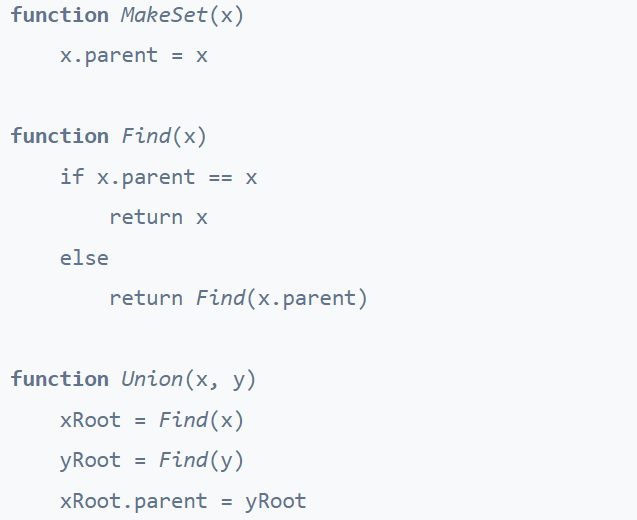 function MakeSet(x)
    x.parent = x

function Find(x)
    if x.parent == x
        return x
    else
        return Find(x.parent)

function Union(x, y)
    xRoot = Find(x)
    yRoot = Find(y)
    xRoot.parent = yRoot